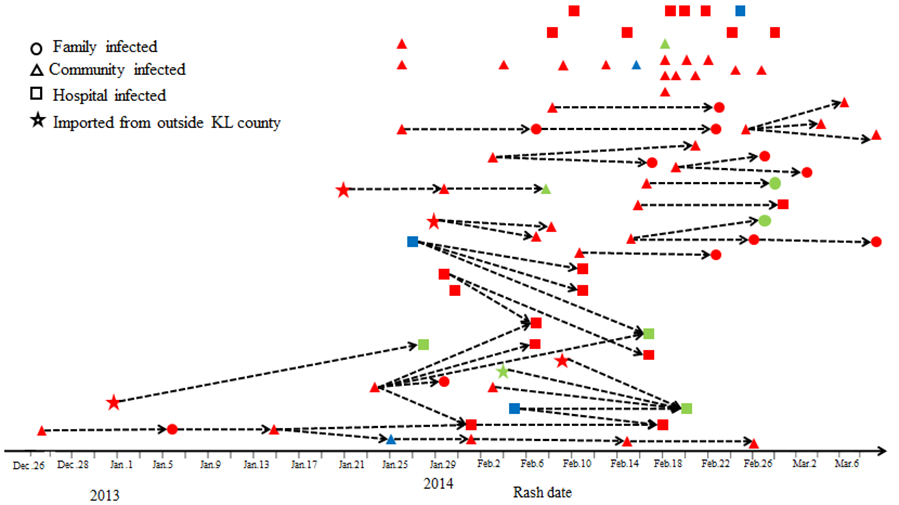 Family infected
Community infected
Hospital infected
Imported from outside KL county
Dec.26 Dec.28 Jan.1 Jan.5 Jan.9 Jan.13 Jan.17 Jan.21 Jan.25 Jan.29 Feb.2 Feb.6 Feb.10 Feb.14 Feb.18 Feb.22 Feb.26 Mar.2 Mar.6
2013 2014 Rash date